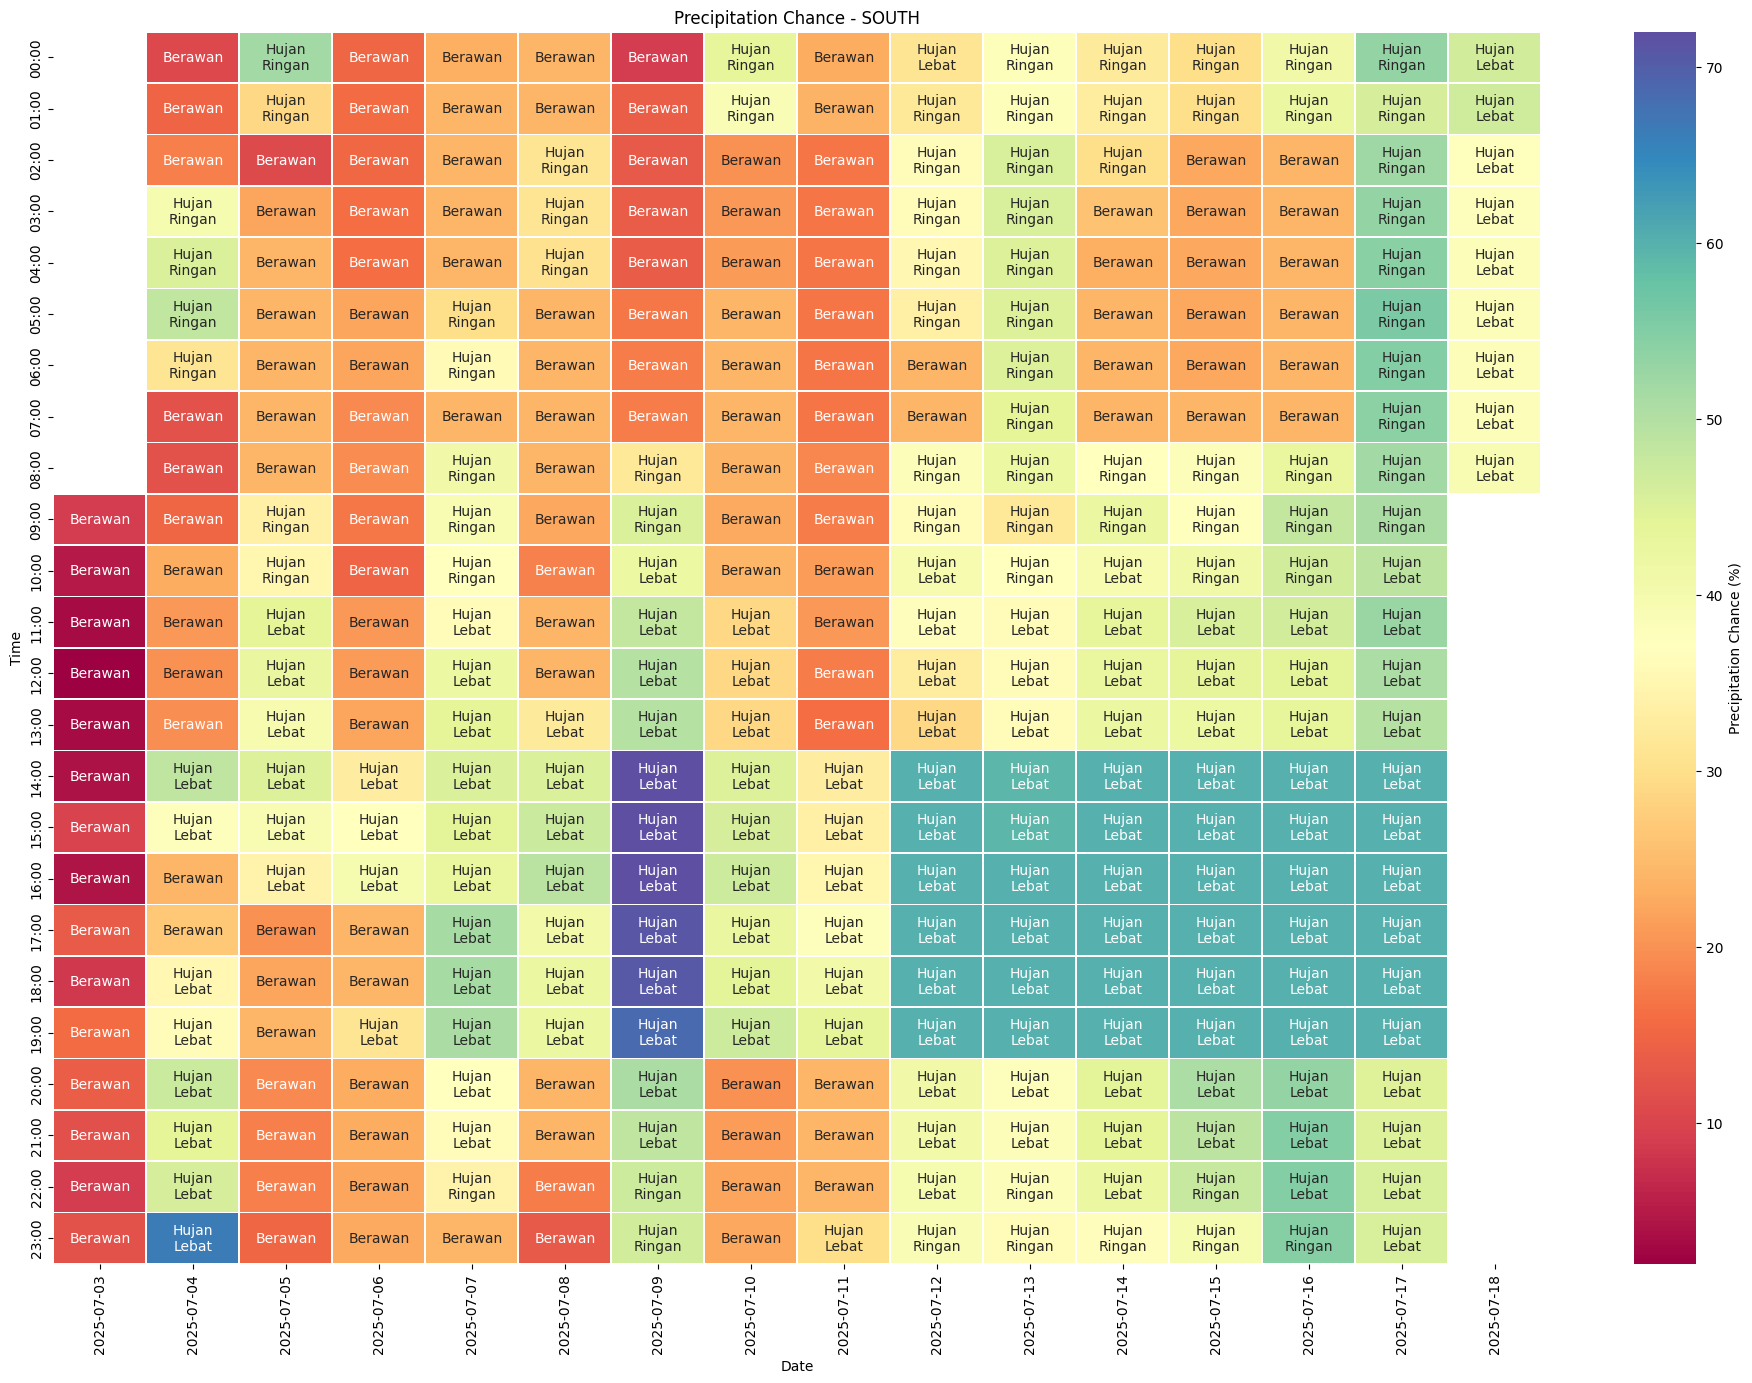 Precipitation Chance - SOUTH
00:00 Berawan Hujan Ringan Berawan Berawan Berawan Berawan Hujan Ringan Berawan Hujan Lebat Hujan Ringan Hujan Ringan Hujan Ringan Hujan Ringan Hujan Ringan Hujan Lebat
01:00 Berawan Hujan Ringan Berawan Berawan Berawan Berawan Hujan Ringan Berawan Hujan Ringan Hujan Ringan Hujan Ringan Hujan Ringan Hujan Ringan Hujan Ringan Hujan Lebat
02:00 Berawan Berawan Berawan Berawan Hujan Ringan Berawan Berawan Berawan Hujan Ringan Hujan Ringan Hujan Ringan Berawan Berawan Hujan Ringan Hujan Lebat
03:00 Hujan Ringan Berawan Berawan Berawan Hujan Ringan Berawan Berawan Berawan Hujan Ringan Hujan Ringan Berawan Berawan Berawan Hujan Ringan Hujan Lebat
04:00 Hujan Ringan Berawan Berawan Berawan Hujan Ringan Berawan Berawan Berawan Hujan Ringan Hujan Ringan Berawan Berawan Berawan Hujan Ringan Hujan Lebat
05:00 Hujan Ringan Berawan Berawan Hujan Ringan Berawan Berawan Berawan Berawan Hujan Ringan Hujan Ringan Berawan Berawan Berawan Hujan Ringan Hujan Lebat
06:00 Hujan Ringan Berawan Berawan Hujan Ringan Berawan Berawan Berawan Berawan Berawan Hujan Ringan Berawan Berawan Berawan Hujan Ringan Hujan Lebat
07:00 Berawan Berawan Berawan Berawan Berawan Berawan Berawan Berawan Berawan Hujan Ringan Berawan Berawan Berawan Hujan Ringan Hujan Lebat
08:00 Berawan Berawan Berawan Hujan Ringan Berawan Hujan Ringan Berawan Berawan Hujan Ringan Hujan Ringan Hujan Ringan Hujan Ringan Hujan Ringan Hujan Ringan Hujan Lebat
09:00 Berawan Berawan Hujan Ringan Berawan Hujan Ringan Berawan Hujan Ringan Berawan Berawan Hujan Ringan Hujan Ringan Hujan Ringan Hujan Ringan Hujan Ringan Hujan Ringan
10:00 Berawan Berawan Hujan Ringan Berawan Hujan Ringan Berawan Hujan Lebat Berawan Berawan Hujan Lebat Hujan Ringan Hujan Lebat Hujan Ringan Hujan Ringan Hujan Lebat
11:00 Berawan Berawan Hujan Lebat Berawan Hujan Lebat Berawan Hujan Lebat Hujan Lebat Berawan Hujan Lebat Hujan Lebat Hujan Lebat Hujan Lebat Hujan Lebat Hujan Lebat
12:00 Berawan Berawan Hujan Lebat Berawan Hujan Lebat Berawan Hujan Lebat Hujan Lebat Berawan Hujan Lebat Hujan Lebat Hujan Lebat Hujan Lebat Hujan Lebat Hujan Lebat
13:00 Berawan Berawan Hujan Lebat Berawan Hujan Lebat Hujan Lebat Hujan Lebat Hujan Lebat Berawan Hujan Lebat Hujan Lebat Hujan Lebat Hujan Lebat Hujan Lebat Hujan Lebat
14:00 Berawan Hujan Lebat Hujan Lebat Hujan Lebat Hujan Lebat Hujan Lebat Hujan Lebat Hujan Lebat Hujan Lebat Hujan Lebat Hujan Lebat Hujan Lebat Hujan Lebat Hujan Lebat Hujan Lebat
15:00 Berawan Hujan Lebat Hujan Lebat Hujan Lebat Hujan Lebat Hujan Lebat Hujan Lebat Hujan Lebat Hujan Lebat Hujan Lebat Hujan Lebat Hujan Lebat Hujan Lebat Hujan Lebat Hujan Lebat
16:00 Berawan Berawan Hujan Lebat Hujan Lebat Hujan Lebat Hujan Lebat Hujan Lebat Hujan Lebat Hujan Lebat Hujan Lebat Hujan Lebat Hujan Lebat Hujan Lebat Hujan Lebat Hujan Lebat
17:00 Berawan Berawan Berawan Berawan Hujan Lebat Hujan Lebat Hujan Lebat Hujan Lebat Hujan Lebat Hujan Lebat Hujan Lebat Hujan Lebat Hujan Lebat Hujan Lebat Hujan Lebat
18:00 Berawan Hujan Lebat Berawan Berawan Hujan Lebat Hujan Lebat Hujan Lebat Hujan Lebat Hujan Lebat Hujan Lebat Hujan Lebat Hujan Lebat Hujan Lebat Hujan Lebat Hujan Lebat
19:00 Berawan Hujan Lebat Berawan Hujan Lebat Hujan Lebat Hujan Lebat Hujan Lebat Hujan Lebat Hujan Lebat Hujan Lebat Hujan Lebat Hujan Lebat Hujan Lebat Hujan Lebat Hujan Lebat
20:00 Berawan Hujan Lebat Berawan Berawan Hujan Lebat Berawan Hujan Lebat Berawan Berawan Hujan Lebat Hujan Lebat Hujan Lebat Hujan Lebat Hujan Lebat Hujan Lebat
21:00 Berawan Hujan Lebat Berawan Berawan Hujan Lebat Berawan Hujan Lebat Berawan Berawan Hujan Lebat Hujan Lebat Hujan Lebat Hujan Lebat Hujan Lebat Hujan Lebat
22:00 Berawan Hujan Lebat Berawan Berawan Hujan Ringan Berawan Hujan Ringan Berawan Berawan Hujan Lebat Hujan Ringan Hujan Lebat Hujan Ringan Hujan Lebat Hujan Lebat
23:00 Berawan Hujan Lebat Berawan Berawan Berawan Berawan Hujan Ringan Berawan Hujan Lebat Hujan Ringan Hujan Ringan Hujan Ringan Hujan Ringan Hujan Ringan Hujan Lebat
2025-07-03 2025-07-04 2025-07-05 2025-07-06 2025-07-07 2025-07-08 2025-07-09 2025-07-10 2025-07-11 2025-07-12 2025-07-13 2025-07-14 2025-07-15 2025-07-16 2025-07-17 2025-07-18
Time
Date
70
60
50
40
30
20
10
Precipitation Chance (%)